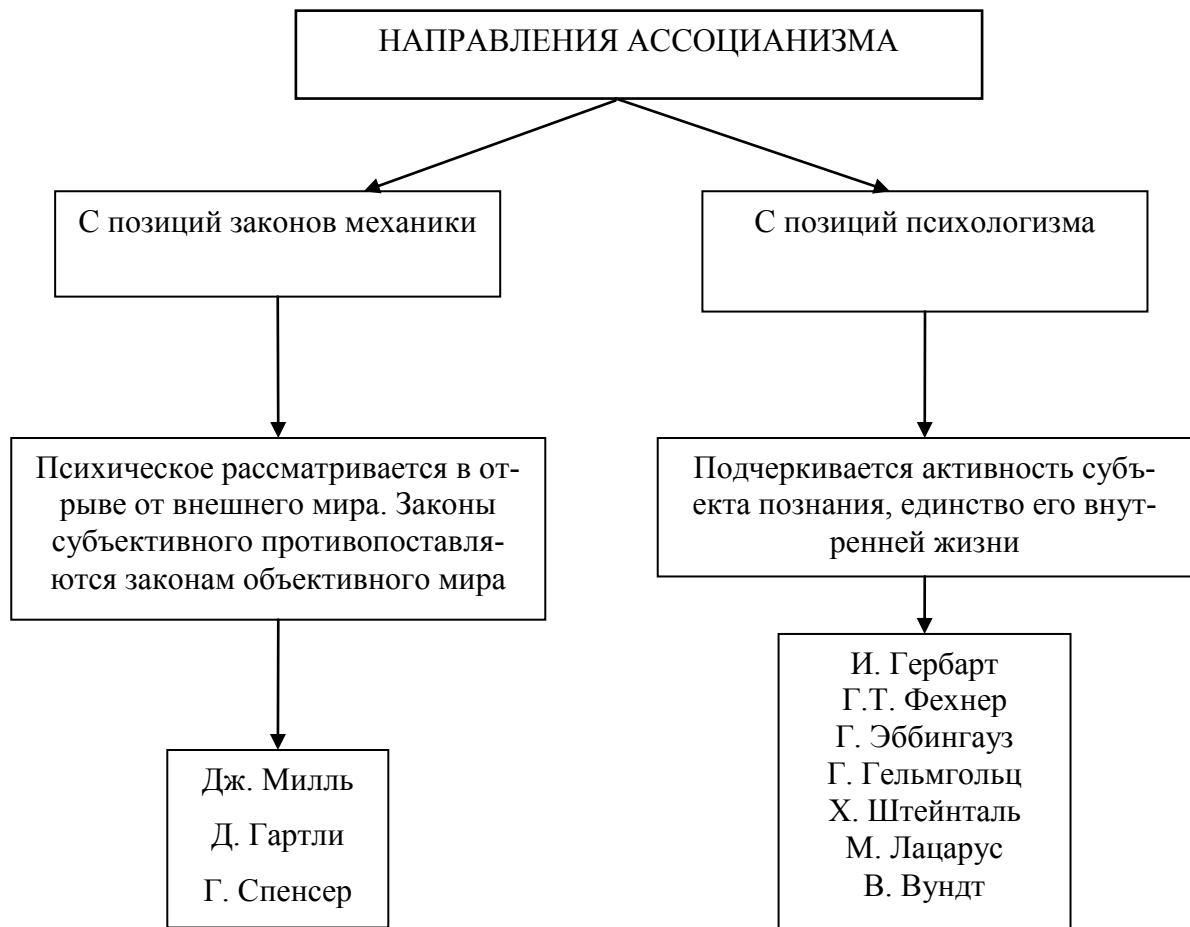 НАПРАВЛЕНИЯ АССОЦИАНИЗМА
С позиций законов механики
С позиций психологизма
Психическое рассматривается в от-
рыве от внешнего мира. Законы
субъективного противопоставля-
ются законам объективного мира
Подчеркивается активность субъ-
екта познания, единство его внут-
ренней жизни
Дж. Милль
Д. Гартли
Г. Спенсер
И. Гербарт
Г.Т. Фехнер
Г. Эббингауз
Г. Гельмгольц
Х. Штейнталь
М. Лацарус
В. Вундт